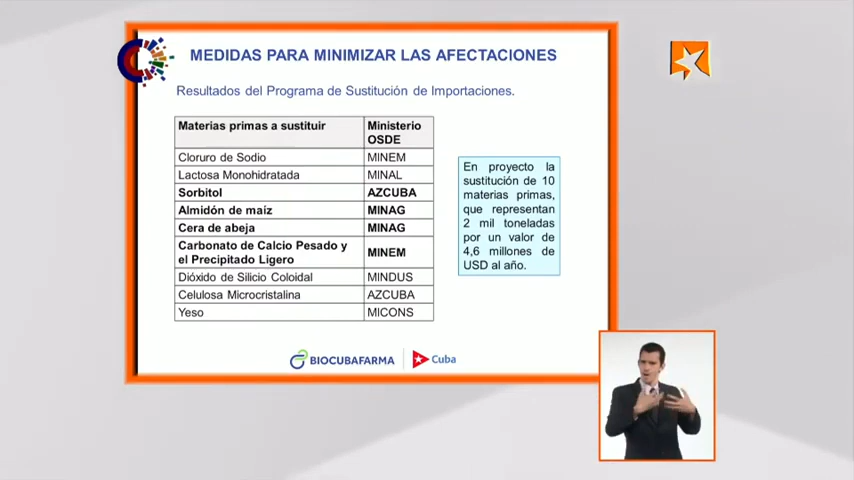 MEDIDAS PARA MINIMIZAR LAS AFECTACIONES
Resultados del Programa de Sustitución de Importaciones.
Materias primas a sustituir Ministerio OSDE
Cloruro de Sodio MINEM
Lactosa Monohidratada MINAL
Sorbitol AZCUBA
Almidón de maíz MINAG
Cera de abeja MINAG
Carbonato de Calcio Pesado y el Precipitado Ligero MINEM
Dióxido de Silicio Coloidal MINDUS
Celulosa Microcristalina AZCUBA
Yeso MICONS
En proyecto la
sustitución de 10
materias primas,
que representan
2 mil toneladas
por un valor de
4,6 millones de
USD al año.
BIOCUBAFARMA
Cuba